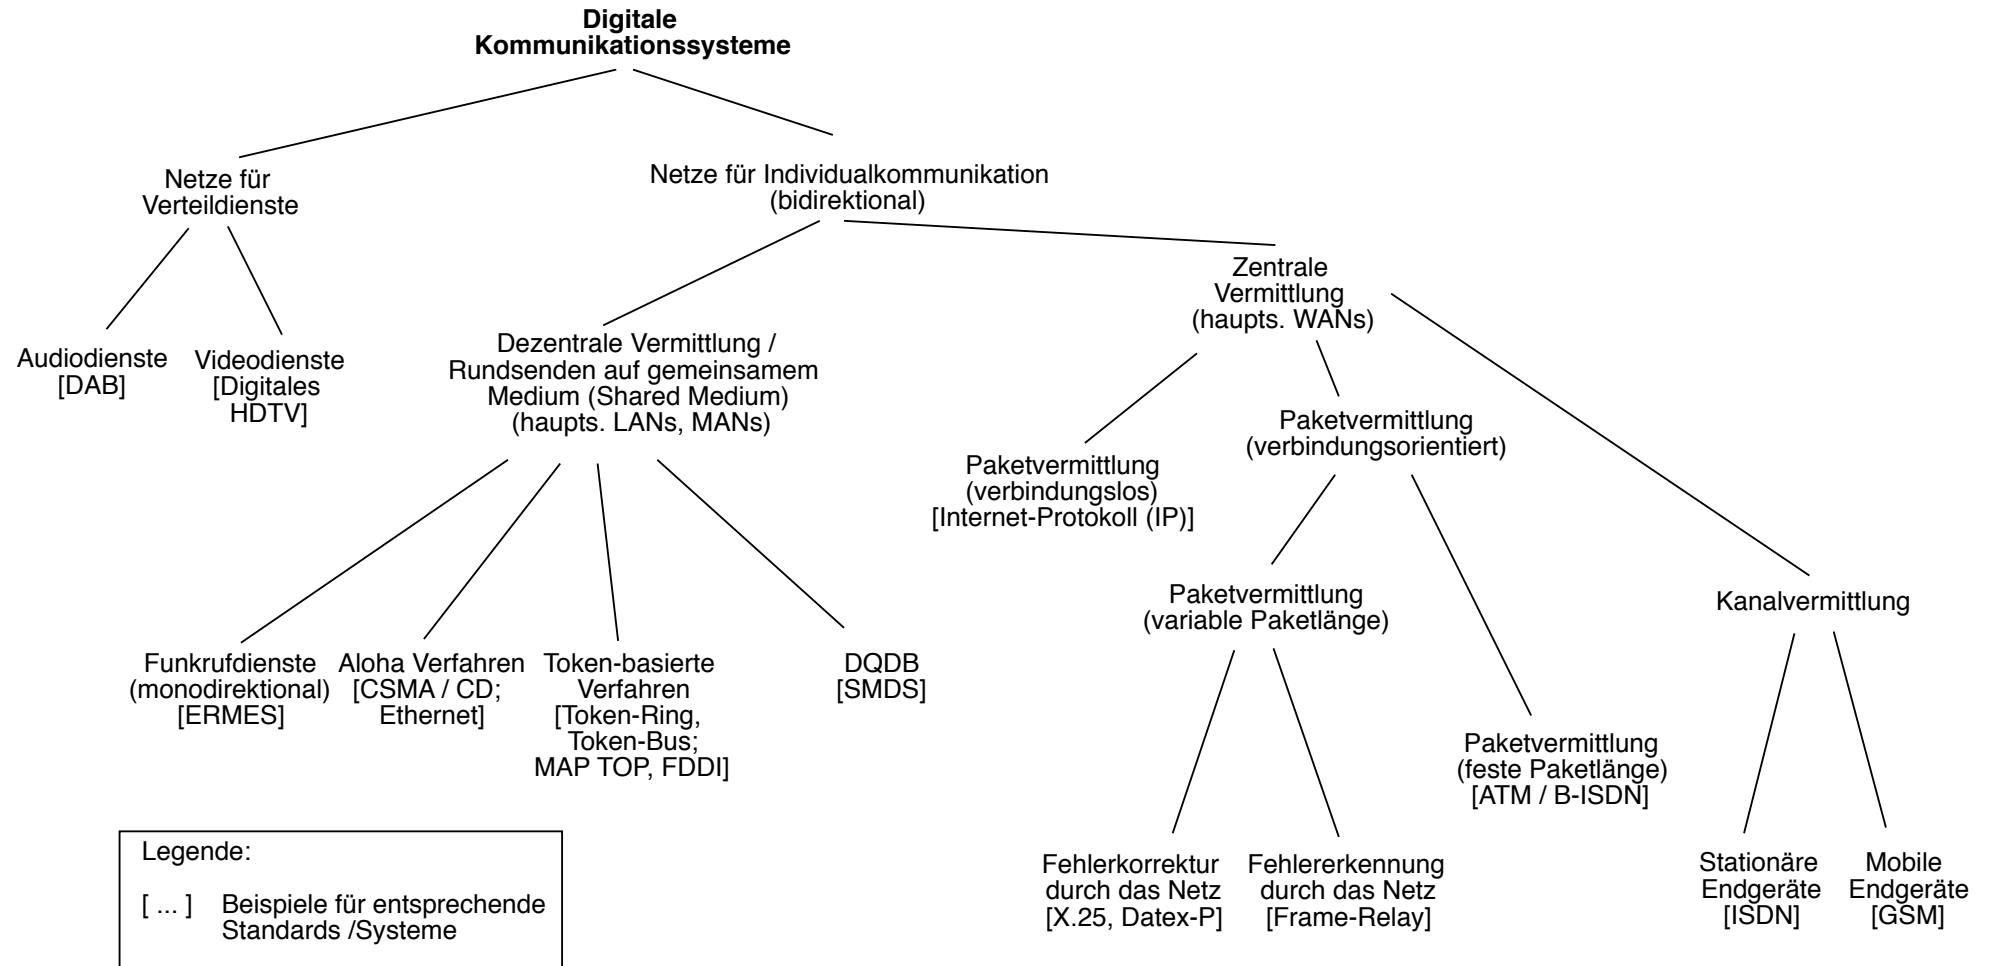 Digitale
Kommunikationssysteme
Netze für
Verteildienste
Netze für Individualkommunikation
(bidirektional)
Audiodienste
[DAB]
Videodienste
[Digitales
HDTV]
Dezentrale Vermittlung /
Rundsenden auf gemeinsamem
Medium (Shared Medium)
(haupts. LANs, MANs)
Zentrale
Vermittlung
(haupts. WANs)
Paketvermittlung
(verbindungslos)
[Internet-Protokoll (IP)]
Paketvermittlung
(verbindungsorientiert)
Paketvermittlung
(variable Paketlänge)
Kanalvermittlung
Funkrufdienste
(monodirektional)
[ERMES]
Aloha Verfahren
[CSMA / CD;
Ethernet]
Token-basierte
Verfahren
[Token-Ring,
Token-Bus;
MAP TOP, FDDI]
DQDB
[SMDS]
Paketvermittlung
(feste Paketlänge)
[ATM / B-ISDN]
Fehlerkorrektur
durch das Netz
[X.25, Datex-P]
Fehlererkennung
durch das Netz
[Frame-Relay]
Stationäre
Endgeräte
[ISDN]
Mobile
Endgeräte
[GSM]
Legende:
[ ... ] Beispiele für entsprechende
Standards /Systeme